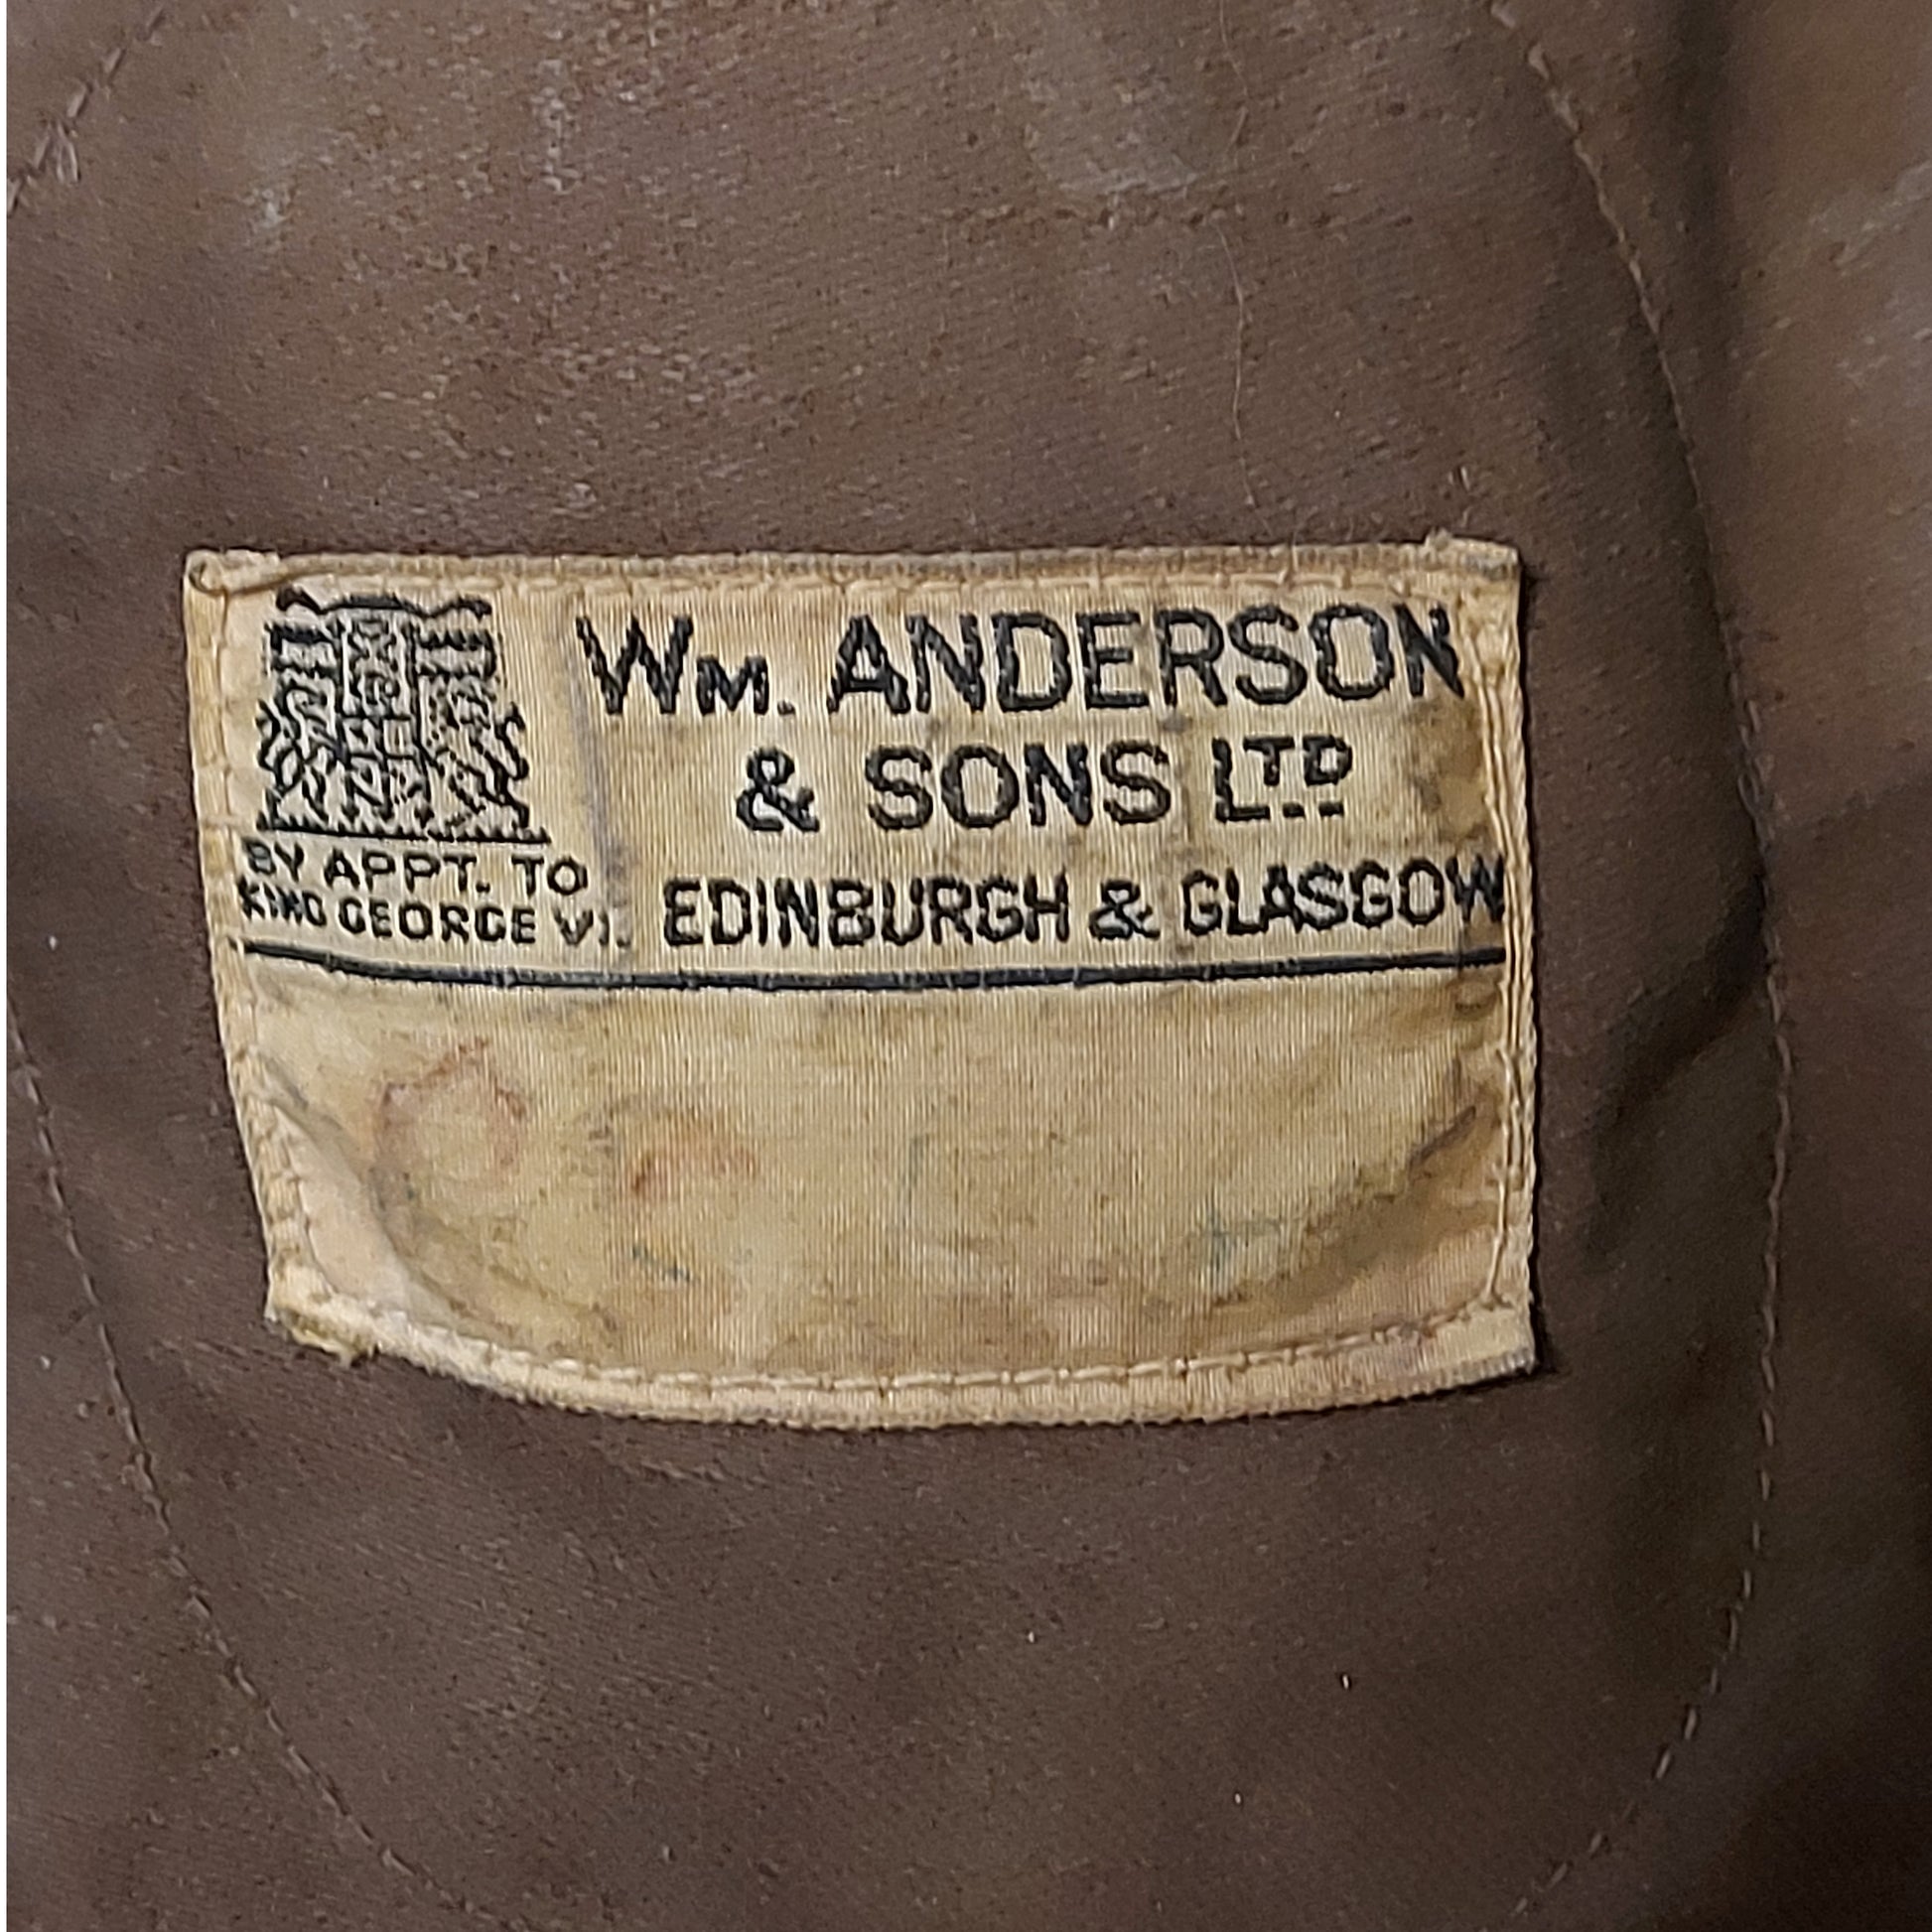 Wm. ANDERSON
& SONS LTD
EDINBURGH & GLASGOW
BY APPT. TO
KING GEORGE VI.